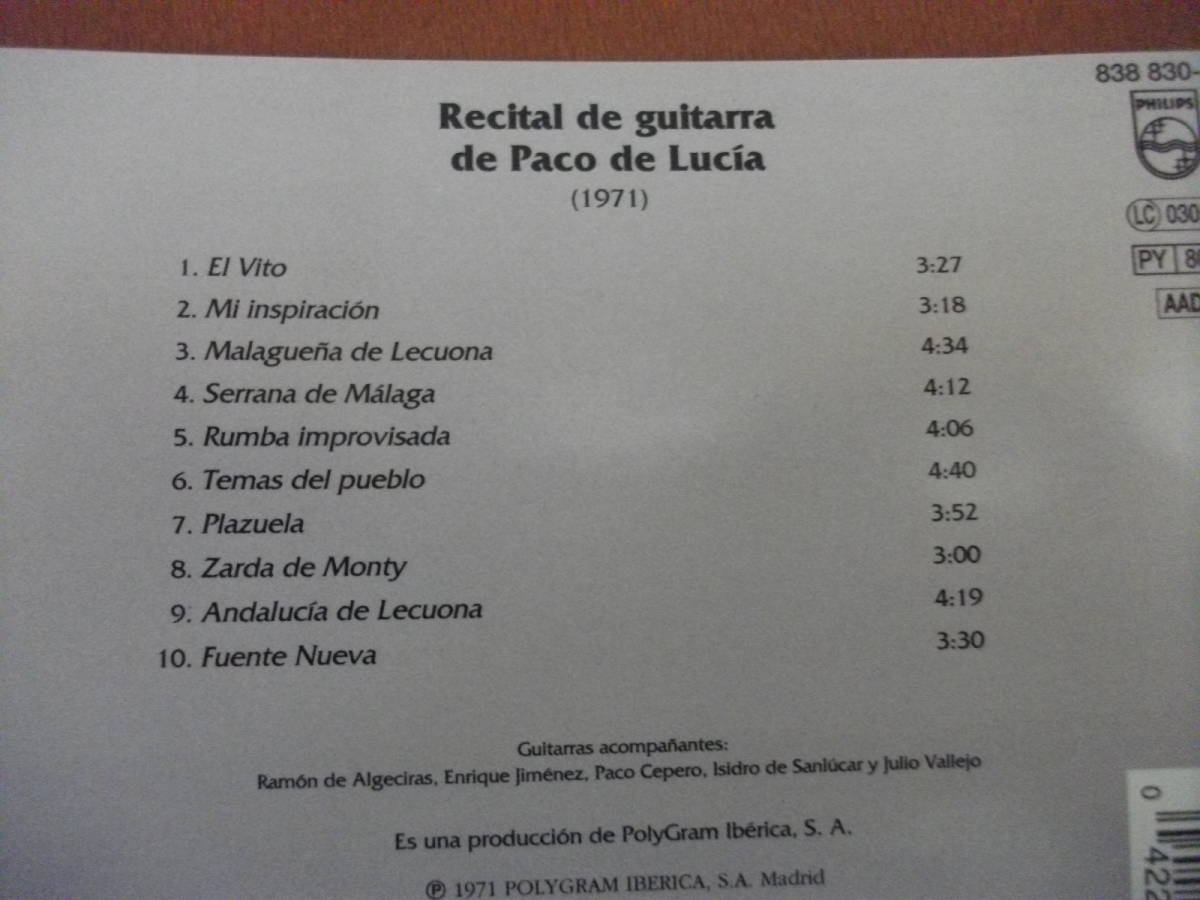 838 830-
PHILIPS
Recital de guitarra
de Paco de Lucía
(1971)
LC 030
PY 8
AAD
1. El Vito 3:27
2. Mi inspiración 3:18
3. Malagueña de Lecuona 4:34
4. Serrana de Málaga 4:12
5. Rumba improvisada 4:06
6. Temas del pueblo 4:40
7. Plazuela 3:52
8. Zarda de Monty 3:00
9. Andalucía de Lecuona 4:19
10. Fuente Nueva 3:30
Guitarras acompañantes:
Ramón de Algeciras, Enrique Jiménez, Paco Cepero, Isidro de Sanlúcar y Julio Vallejo
Es una producción de PolyGram Ibérica, S. A.
℗ 1971 POLYGRAM IBERICA, S.A. Madrid
0 422